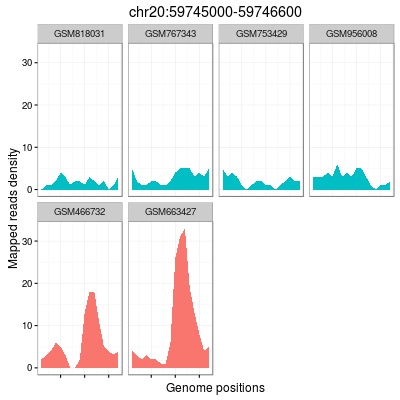 chr20:59745000-59746600
GSM818031 GSM767343 GSM753429 GSM956008
30
20
10
0
GSM466732 GSM663427
30
20
10
0
Mapped reads density
Genome positions